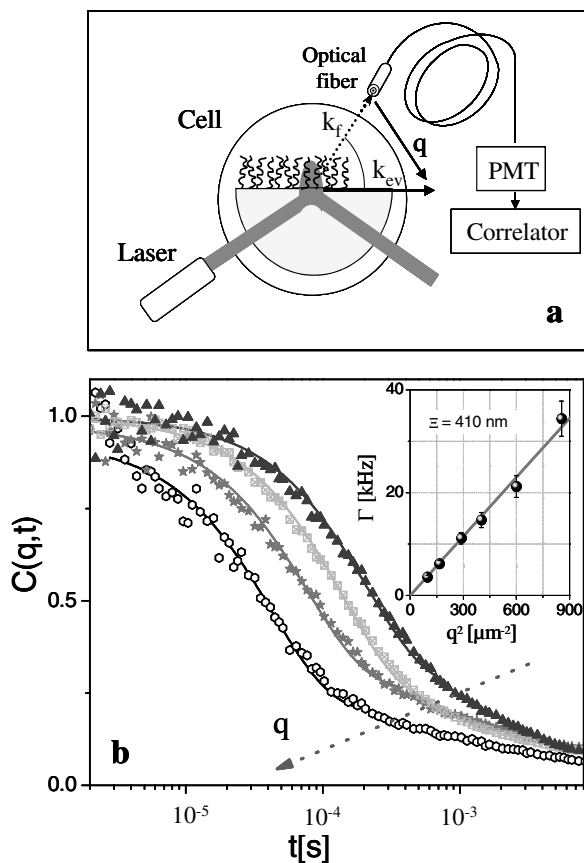 Optical
fiber
Cell
k_f
q
k_ev
PMT
Laser
Correlator
a
40
1.0
Ξ = 410 nm
Γ [kHz]
20
C(q,t)
0
0 300 600 900
0.5
q² [μm⁻²]
q
b
0.0
10⁻⁵ 10⁻⁴ 10⁻³
t[s]